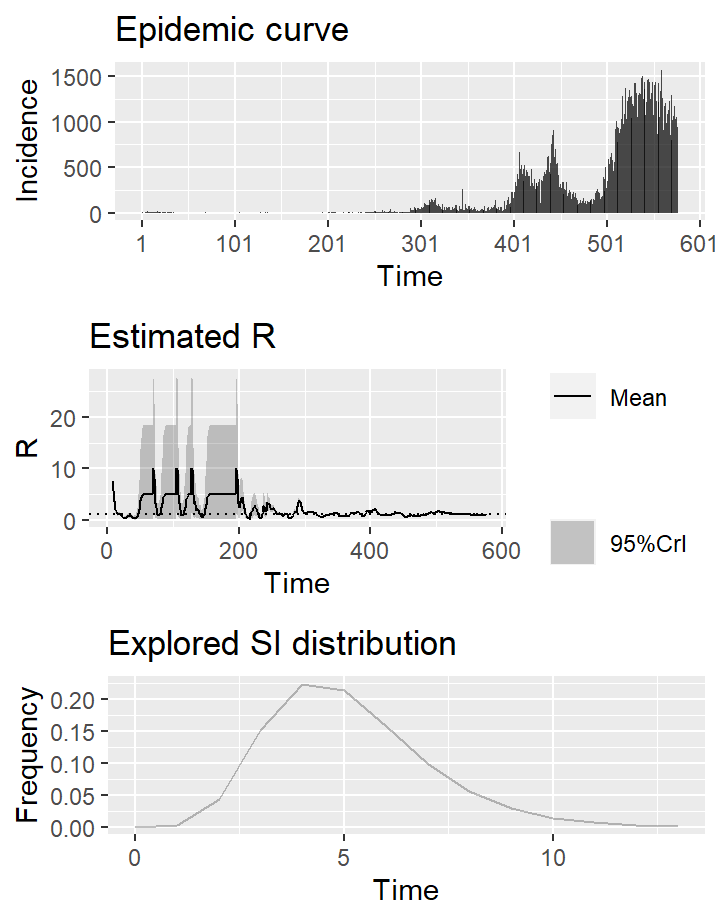 Epidemic curve
1500
1000
500
0
Incidence
1 101 201 301 401 501 601
Time
Estimated R
20
10
0
R
0 200 400 600
Time
Mean
95%CrI
Explored SI distribution
0.20
0.15
0.10
0.05
0.00
Frequency
0 5 10
Time